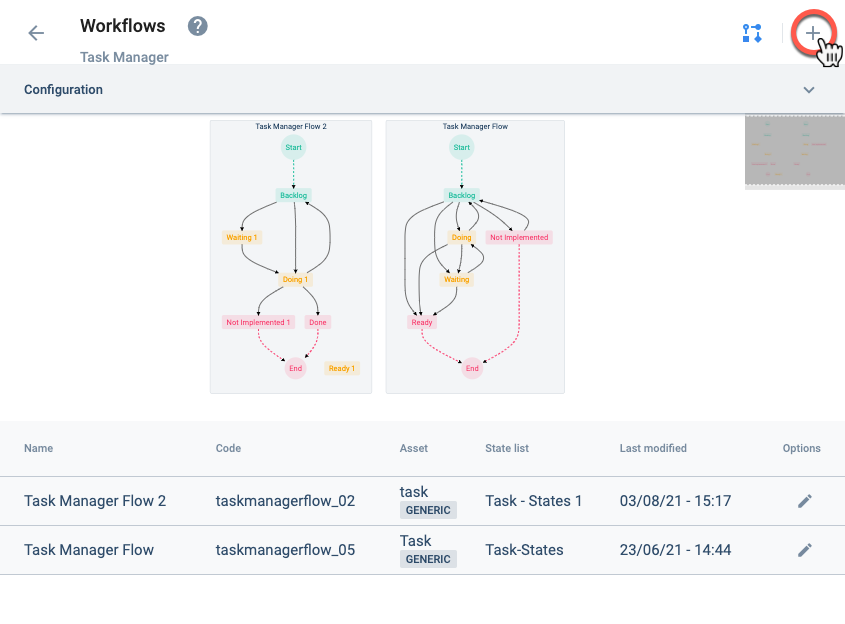 Workflows
Task Manager
Configuration
Task Manager Flow 2
Start
Backlog
Waiting 1
Doing 1
Not Implemented 1
Done
End
Ready 1
Task Manager Flow
Start
Backlog
Doing
Not Implemented
Waiting
Ready
End
Name Code Asset State list Last modified Options
Task Manager Flow 2 taskmanagerflow_02 task GENERIC Task - States 1 03/08/21 - 15:17
Task Manager Flow taskmanagerflow_05 Task GENERIC Task-States 23/06/21 - 14:44